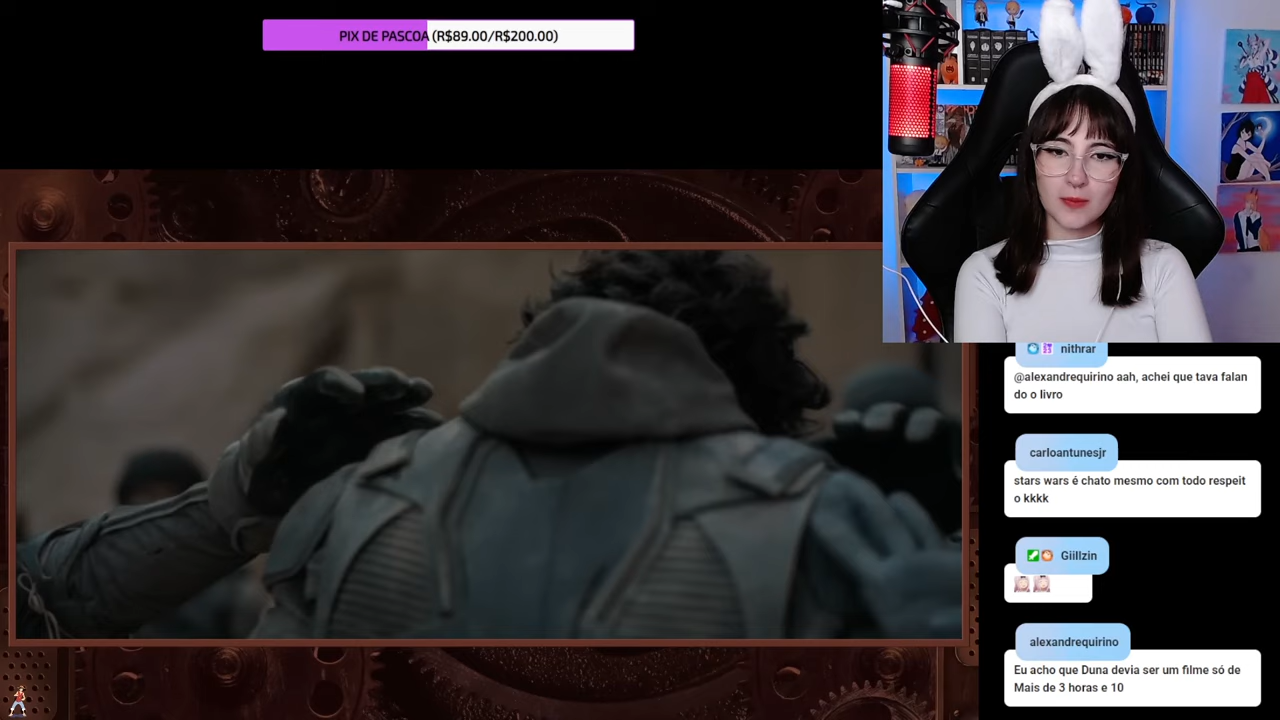 PIX DE PASCOA (R$89.00/R$200.00)
nithrar
@alexandrequirino aah, achei que tava falan
do o livro
carloantunesjr
stars wars é chato mesmo com todo respeit
o kkkk
Giillzin
alexandrequirino
Eu acho que Duna devia ser um filme só de
Mais de 3 horas e 10